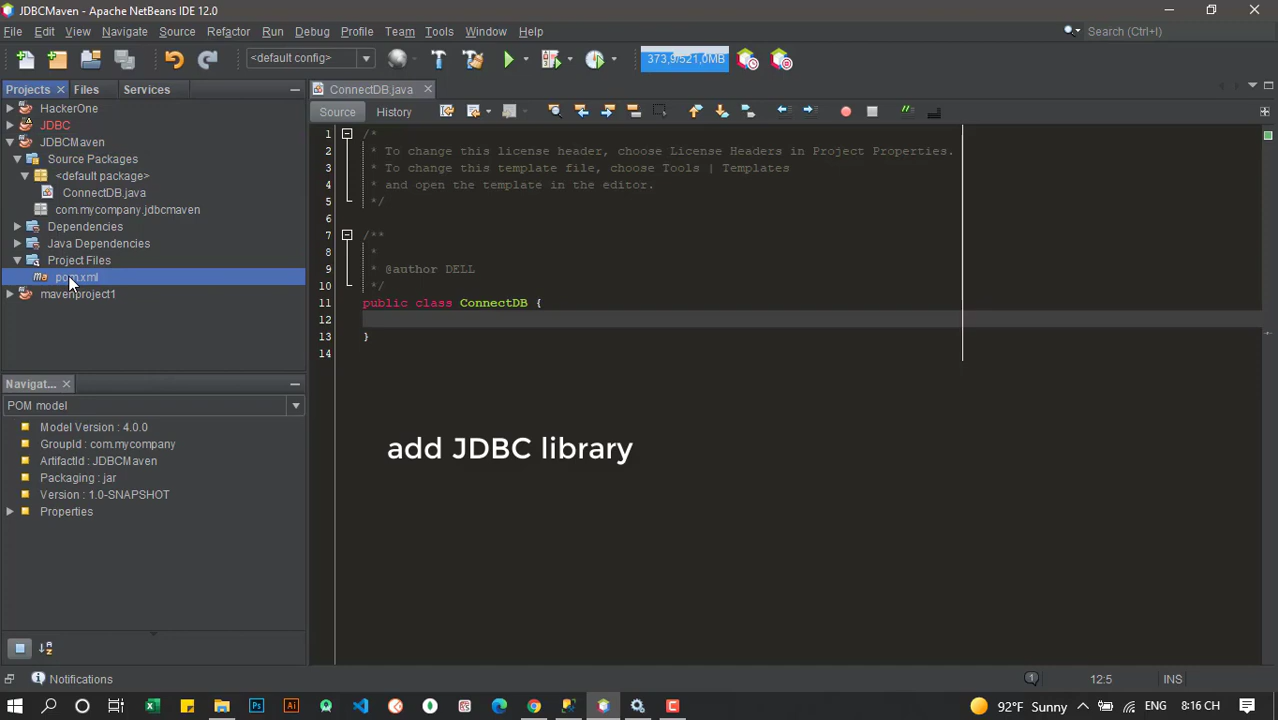 JDBCMaven - Apache NetBeans IDE 12.0
File Edit View Navigate Source Refactor Run Debug Profile Team Tools Window Help
Search (Ctrl+I)
<default config>
373,9/521,0MB
Projects Files Services
ConnectDB.java
Source History
HackerOne
JDBC
JDBCMaven
Source Packages
<default package>
ConnectDB.java
com.mycompany.jdbcmaven
Dependencies
Java Dependencies
Project Files
pom.xml
mavenproject1
1 /*
2 * To change this license header, choose License Headers in Project Properties.
3 * To change this template file, choose Tools | Templates
4 * and open the template in the editor.
5 */
6
7 /**
8 *
9 * @author DELL
10 */
11 public class ConnectDB {
12
13 }
14
Navigat...
POM model
Model Version : 4.0.0
GroupId : com.mycompany
ArtifactId : JDBCMaven
Packaging : jar
Version : 1.0-SNAPSHOT
Properties
add JDBC library
Notifications
1
12:5
INS
92°F Sunny
ENG
8:16 CH